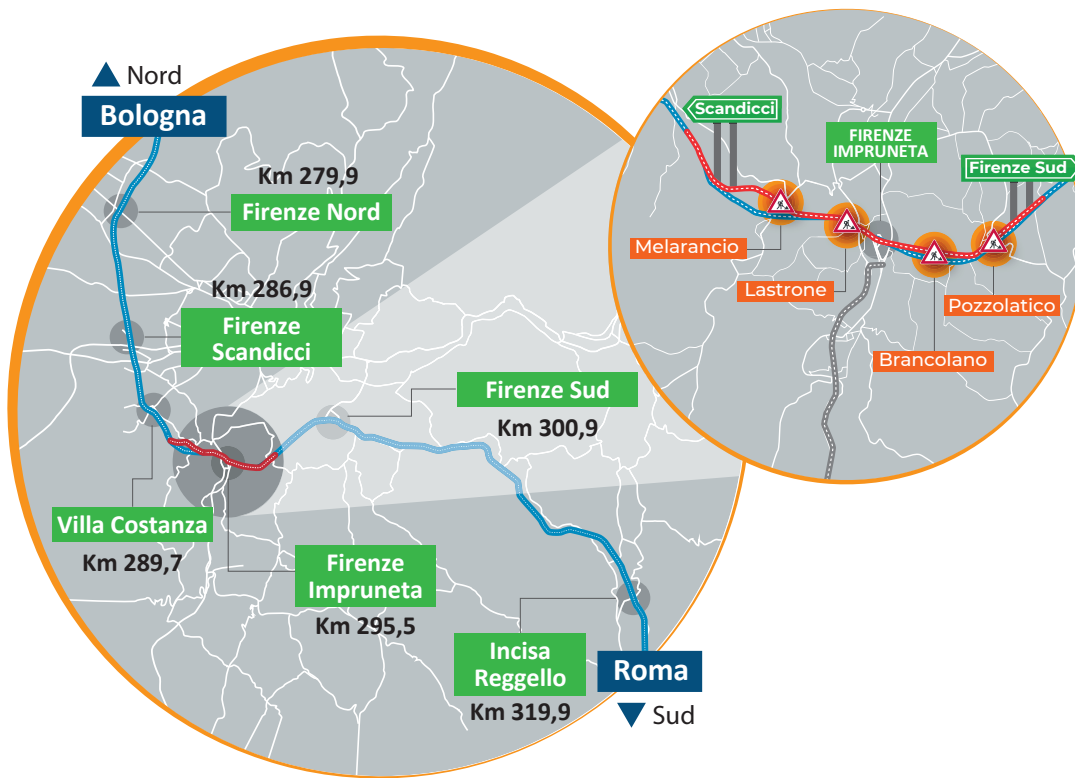 Nord
Bologna
Km 279,9
Firenze Nord
Km 286,9
Firenze
Scandicci
Firenze Sud
Km 300,9
Villa Costanza
Km 289,7
Firenze
Impruneta
Km 295,5
Incisa
Reggello
Km 319,9
Roma
Sud
Scandicci
FIRENZE
IMPRUNETA
Firenze Sud
Melarancio
Lastrone
Pozzolatico
Brancolano